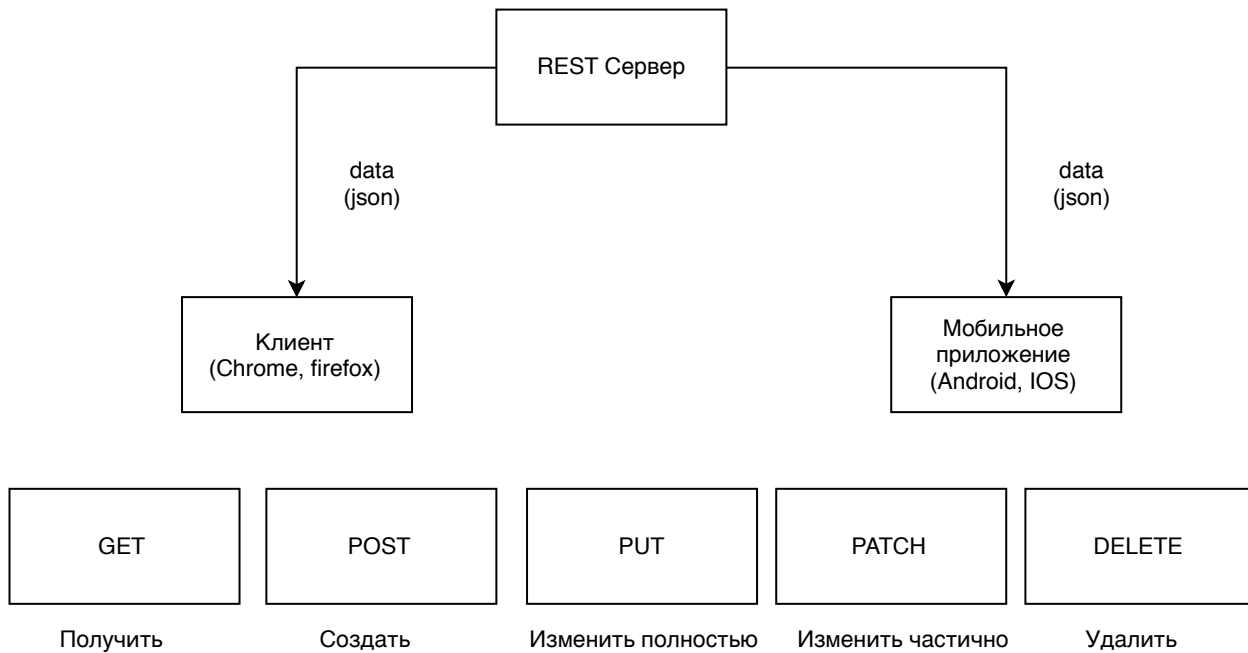 REST Сервер
data
(json)
data
(json)
Клиент
(Chrome, firefox)
Мобильное
приложение
(Android, IOS)
GET
POST
PUT
PATCH
DELETE
Получить
Создать
Изменить полностью
Изменить частично
Удалить